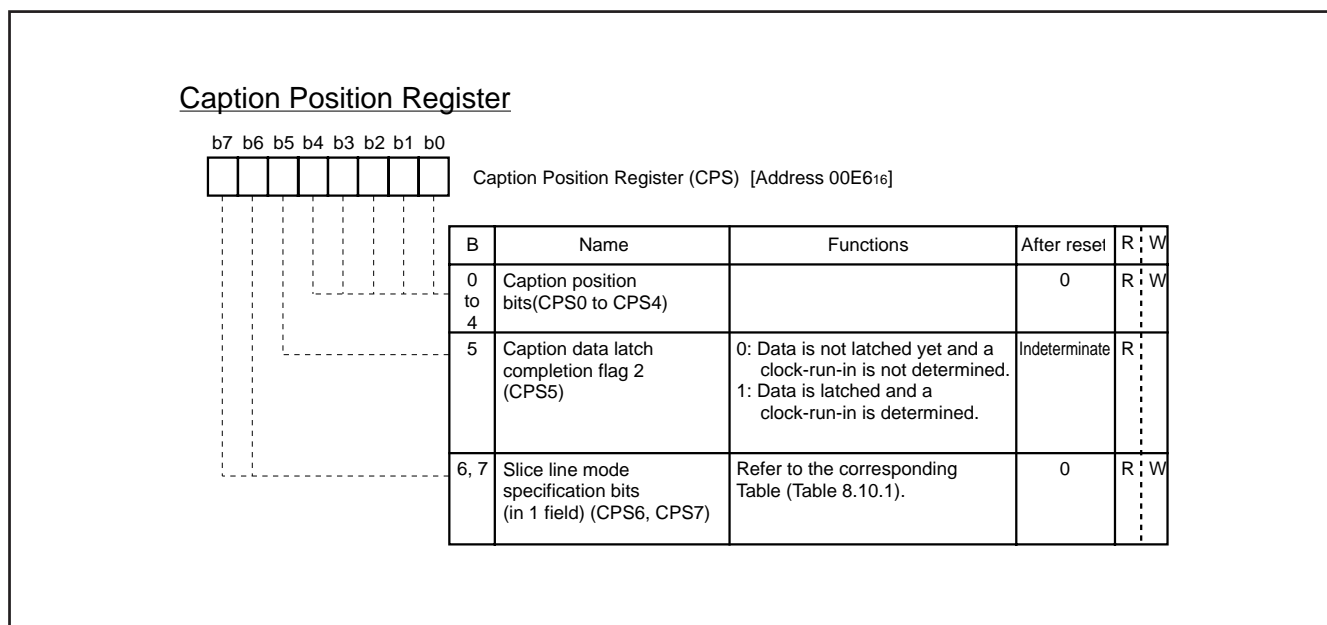 Caption Position Register
b7 b6 b5 b4 b3 b2 b1 b0
Caption Position Register (CPS) [Address 00E616]
B Name Functions After reset R W
0 to 4 Caption position bits(CPS0 to CPS4) 0 R W
5 Caption data latch completion flag 2 (CPS5) 0: Data is not latched yet and a clock-run-in is not determined. 1: Data is latched and a clock-run-in is determined. Indeterminate R
6, 7 Slice line mode specification bits (in 1 field) (CPS6, CPS7) Refer to the corresponding Table (Table 8.10.1). 0 R W